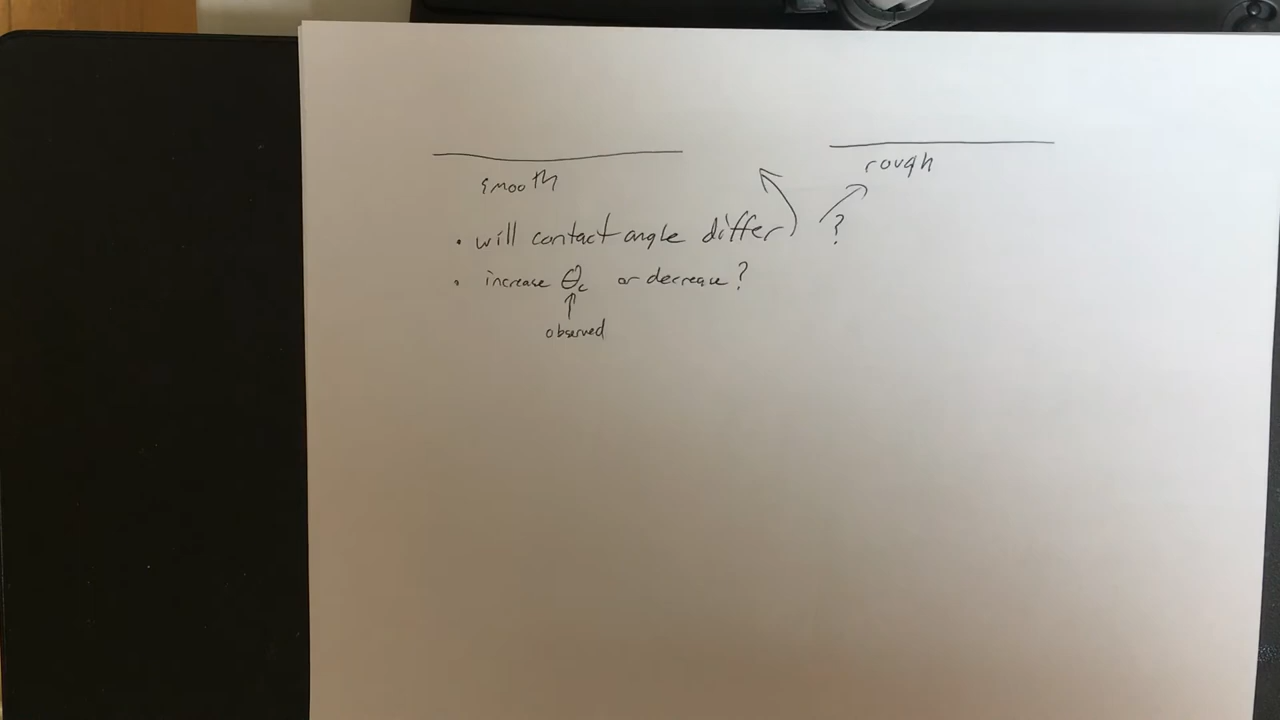 smooth
rough
• will contact angle differ ?
• increase θc or decrease?
observed